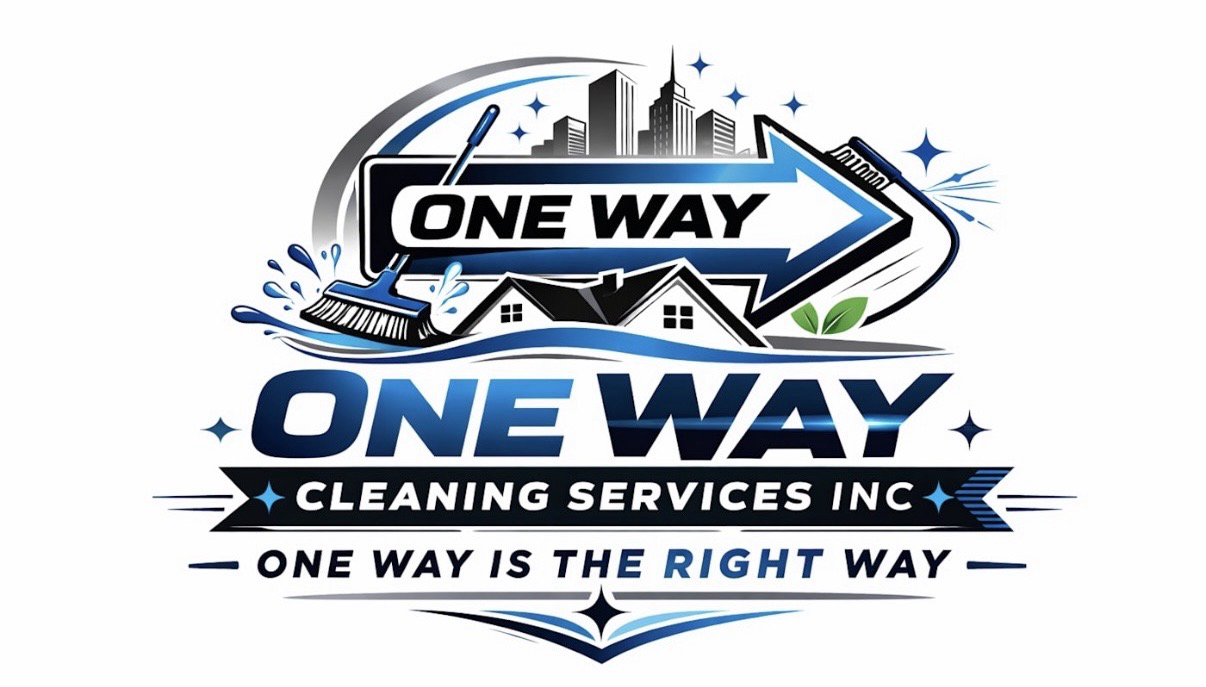 ONE WAY
ONE WAY
CLEANING SERVICES INC
ONE WAY IS THE RIGHT WAY